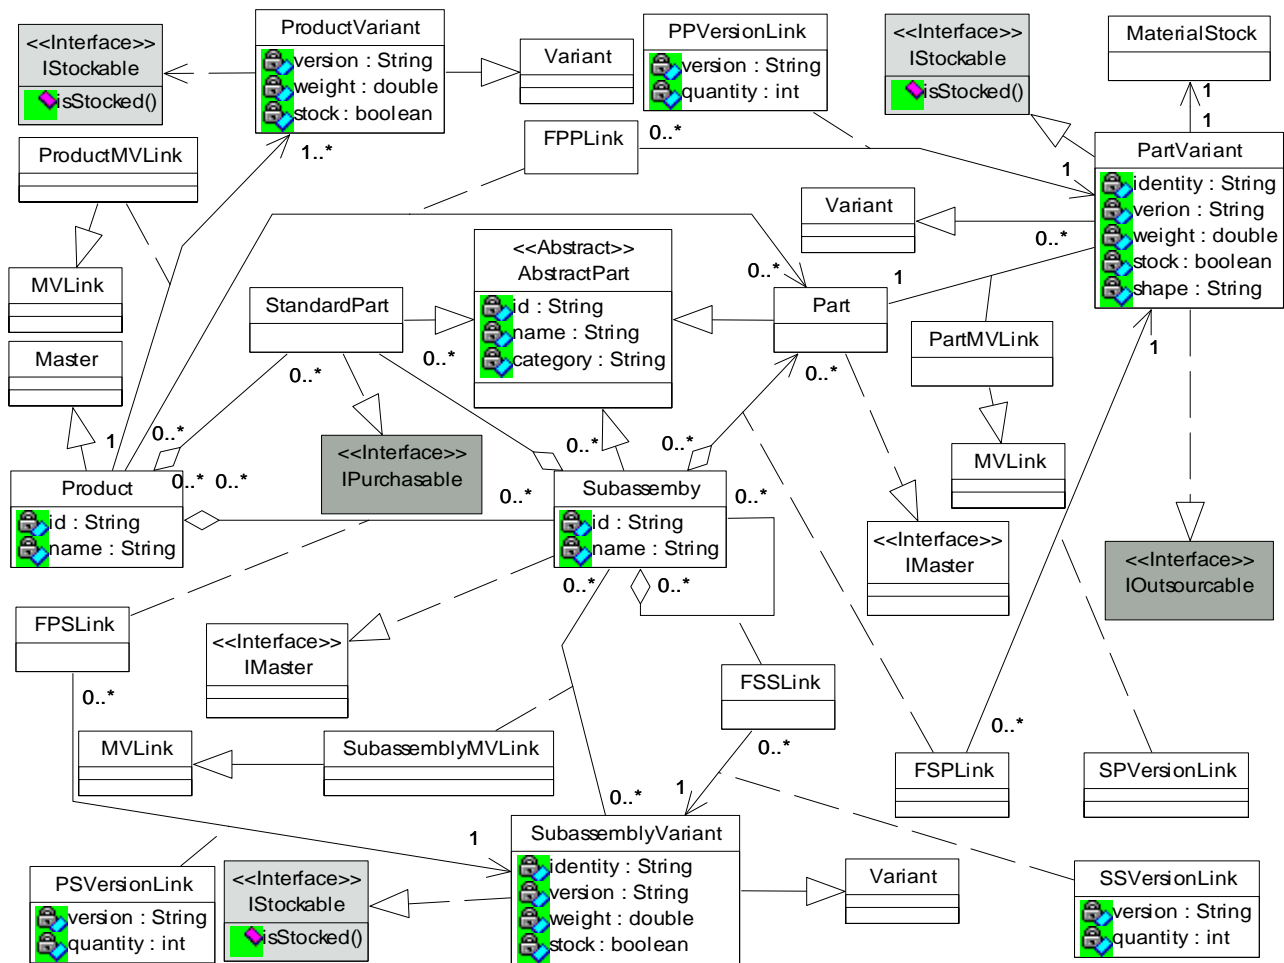 <<Interface>>
IStockable
isStocked()
ProductVariant
version : String
weight : double
stock : boolean
Variant
PPVersionLink
version : String
quantity : int
<<Interface>>
IStockable
isStocked()
MaterialStock
1
1
ProductMVLink
1..*
FPPLink
0..*
1
PartVariant
identity : String
verion : String
weight : double
stock : boolean
shape : String
Variant
0..*
<<Abstract>>
AbstractPart
id : String
name : String
category : String
MVLink
StandardPart
0..*
0..*
0..*
1
Part
0..*
PartMVLink
1
Master
1
0..*
<<Interface>>
IPurchasable
0..*
0..*
MVLink
Product
id : String
name : String
0..*
0..*
0..*
Subassemby
id : String
name : String
0..*
0..*
0..*
<<Interface>>
IMaster
<<Interface>>
IOutsourcable
FPSLink
0..*
<<Interface>>
IMaster
FSSLink
0..*
0..*
MVLink
SubassemblyMVLink
FSPLink
SPVersionLink
0..*
1
1
SubassemblyVariant
identity : String
version : String
weight : double
stock : boolean
PSVersionLink
version : String
quantity : int
<<Interface>>
IStockable
isStocked()
Variant
SSVersionLink
version : String
quantity : int